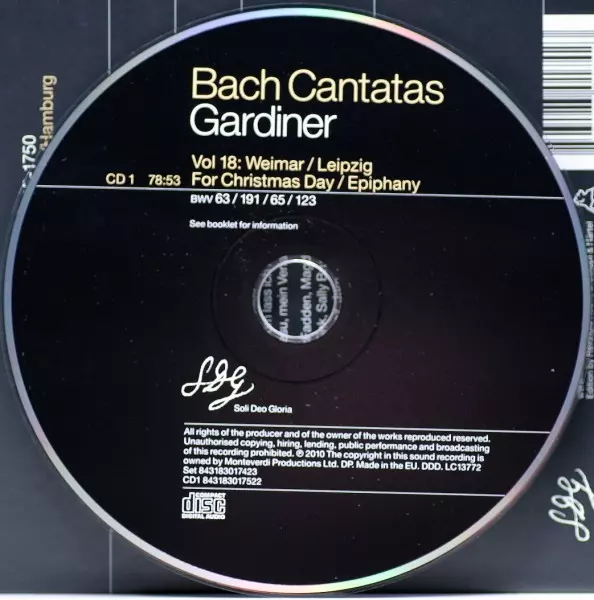 Bach Cantatas
Gardiner
Vol 18: Weimar / Leipzig
CD 1 78:53 For Christmas Day / Epiphany
BWV 63 / 191 / 65 / 123
See booklet for information
SDG
Soli Deo Gloria
All rights of the producer and of the owner of the works reproduced reserved.
Unauthorised copying, hiring, lending, public performance and broadcasting
of this recording prohibited. ℗ 2010 The copyright in this sound recording is
owned by Monteverdi Productions Ltd. DP. Made in the EU. DDD. LC13772
Set 843183017423
CD1 843183017522
COMPACT
disc
DIGITAL AUDIO
Hamburg
-1750
SDG